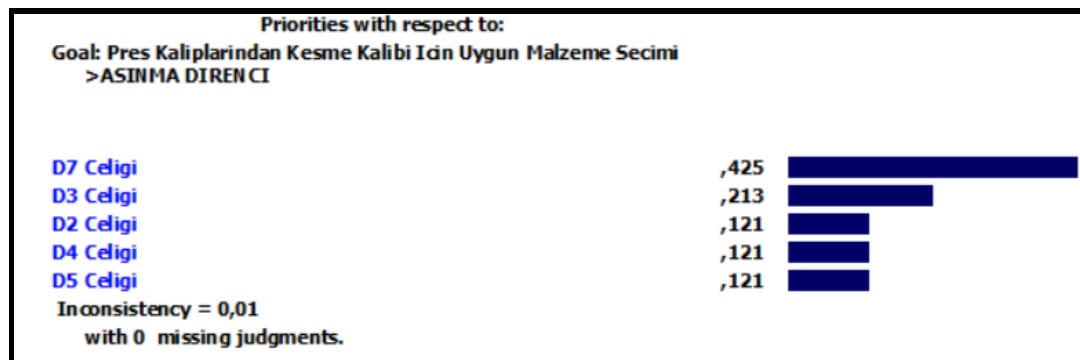 Priorities with respect to:
Goal: Pres Kaliplarindan Kesme Kalibi Icin Uygun Malzeme Secimi
>ASINMA DIRENCI
D7 Celigi ,425
D3 Celigi ,213
D2 Celigi ,121
D4 Celigi ,121
D5 Celigi ,121
Inconsistency = 0,01
with 0 missing judgments.